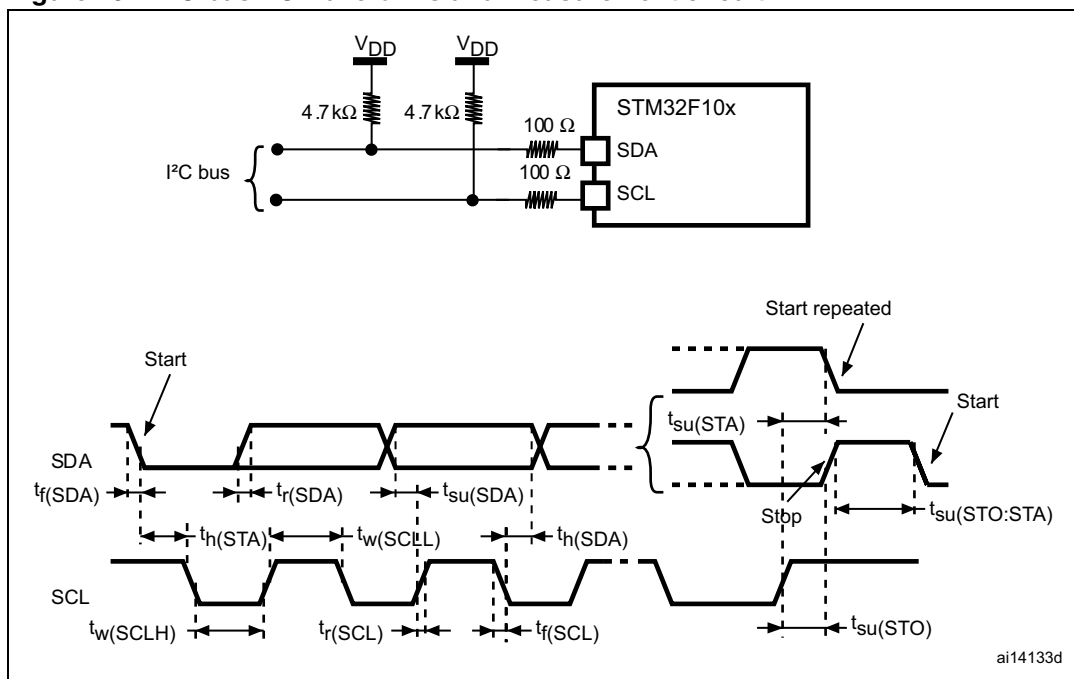 V DD
V DD
4.7 kΩ
4.7 kΩ
100 Ω
STM32F10x
SDA
I²C bus
100 Ω
SCL
Start repeated
Start
Start
tsu(STA)
SDA
tf(SDA)
tr(SDA)
tsu(SDA)
Stop
tsu(STO:STA)
th(STA)
tw(SCLL)
th(SDA)
SCL
tw(SCLH)
tr(SCL)
tf(SCL)
tsu(STO)
ai14133d